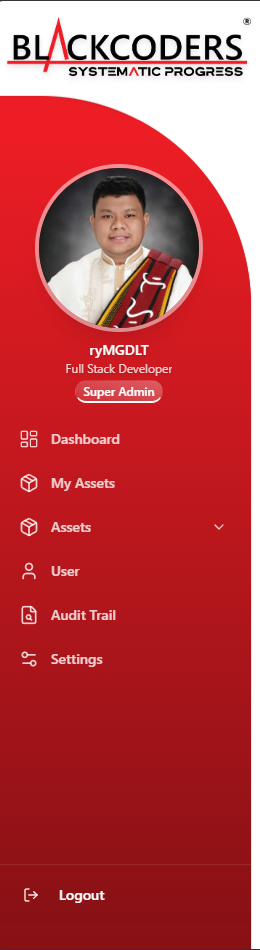 BLACKCODERS ®
SYSTEMATIC PROGRESS
ryMGDLT
Full Stack Developer
Super Admin
Dashboard
My Assets
Assets
User
Audit Trail
Settings
Logout